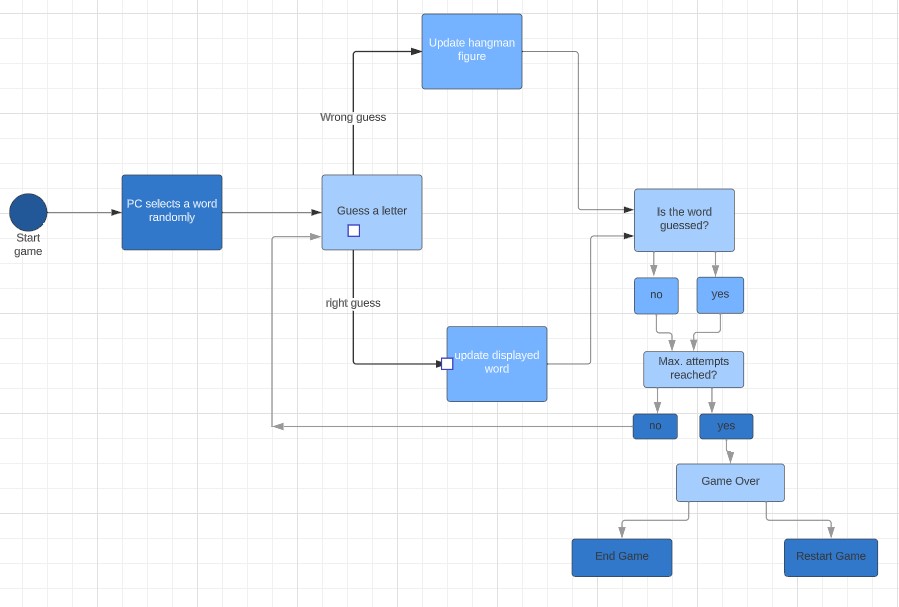 Update hangman
figure
Wrong guess
PC selects a word
randomly
Guess a letter
Is the word
guessed?
Start
game
no
yes
right guess
update displayed
word
Max. attempts
reached?
no
yes
Game Over
End Game
Restart Game